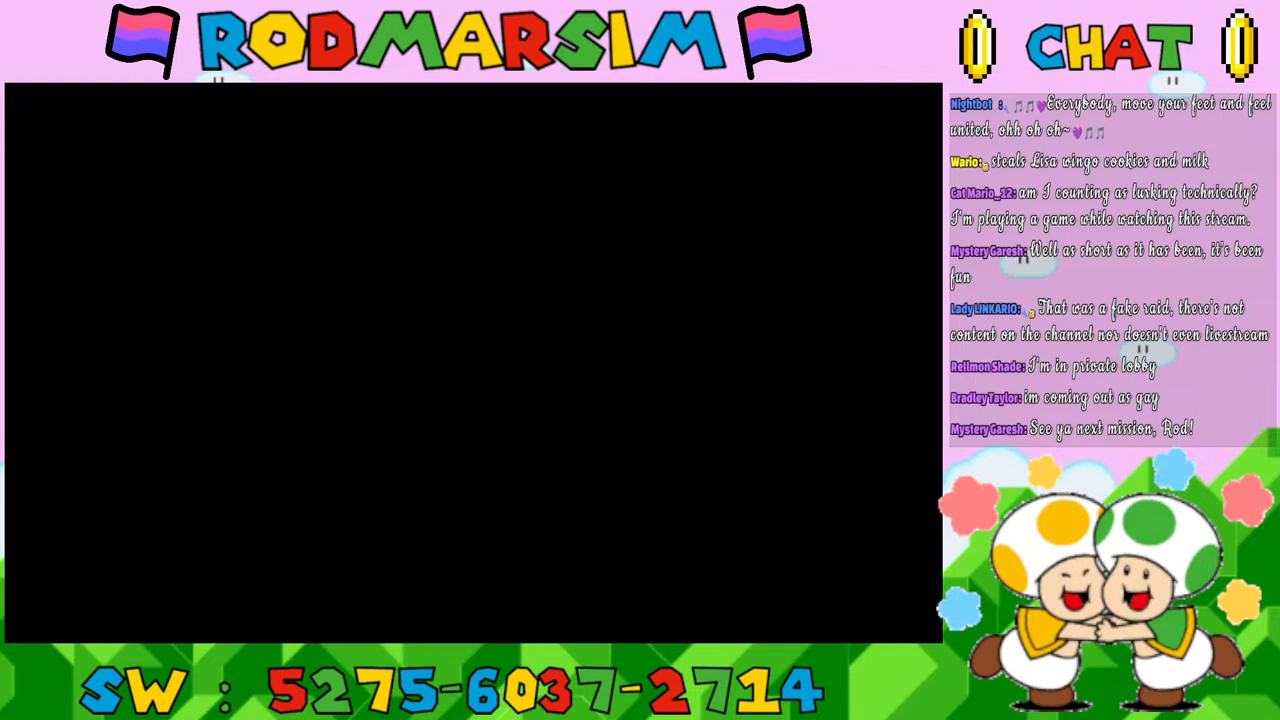 RODMARSIM
CHAT
Nightbot : Everybody, move your feet and feel
united, ohh oh oh~
Wario: steals Lisa wingo cookies and milk
Cat Mario_12: am I counting as lurking technically?
I'm playing a game while watching this stream.
Mystery Garesh: Well as short as it has been, it's been
fun
Lady LINKARIO: That was a fake raid, there's not
content on the channel nor doesn't even livestream
Rellmon Shade: I'm in private lobby
Bradley Taylor: im coming out as gay
Mystery Garesh: See ya next mission, Rod!
SW : 5275-6037-2714